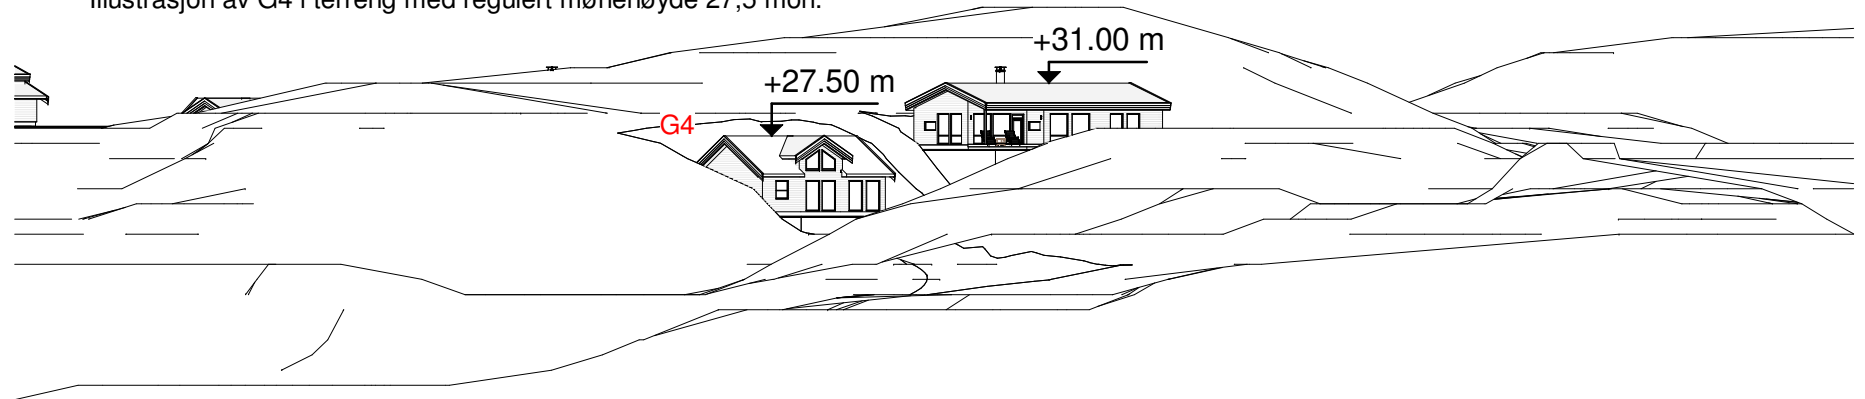 Illustrasjon av G4 i terreng med regulert mønehøyde 27,5 moh.
+31.00 m
+27.50 m
G4